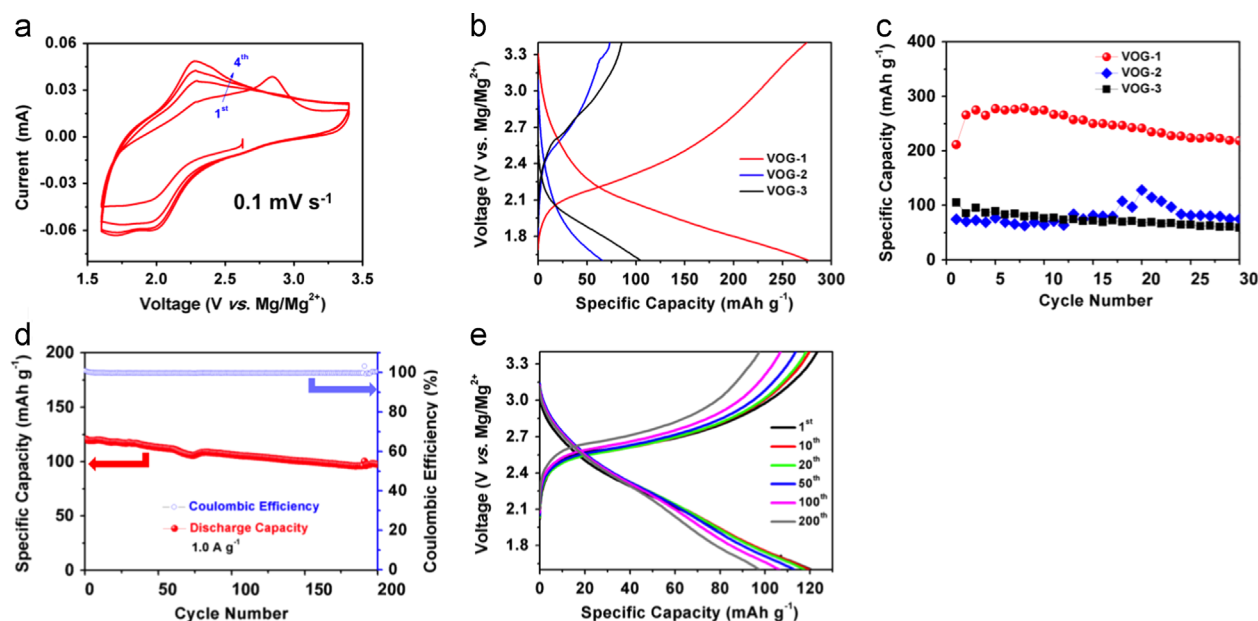 a
0.06
0.03
0.00
-0.03
-0.06
Current (mA)
4th
1st
0.1 mV s-1
1.5
2.0
2.5
3.0
3.5
Voltage (V vs. Mg/Mg2+)
b
3.3
3.0
2.7
2.4
2.1
1.8
Voltage (V vs. Mg/Mg2+)
VOG-1
VOG-2
VOG-3
0
50
100
150
200
250
300
Specific Capacity (mAh g-1)
c
400
300
200
100
0
Specific Capacity (mAh g-1)
VOG-1
VOG-2
VOG-3
0
5
10
15
20
25
30
Cycle Number
d
200
175
150
125
100
75
50
25
0
Specific Capacity (mAh g-1)
Coulombic Efficiency
Discharge Capacity
1.0 A g-1
100
80
60
40
20
0
Coulombic Efficiency (%)
0
50
100
150
200
Cycle Number
e
3.3
3.0
2.7
2.4
2.1
1.8
Voltage (V vs. Mg/Mg2+)
1st
10th
20th
50th
100th
200th
0
20
40
60
80
100
120
Specific Capacity (mAh g-1)